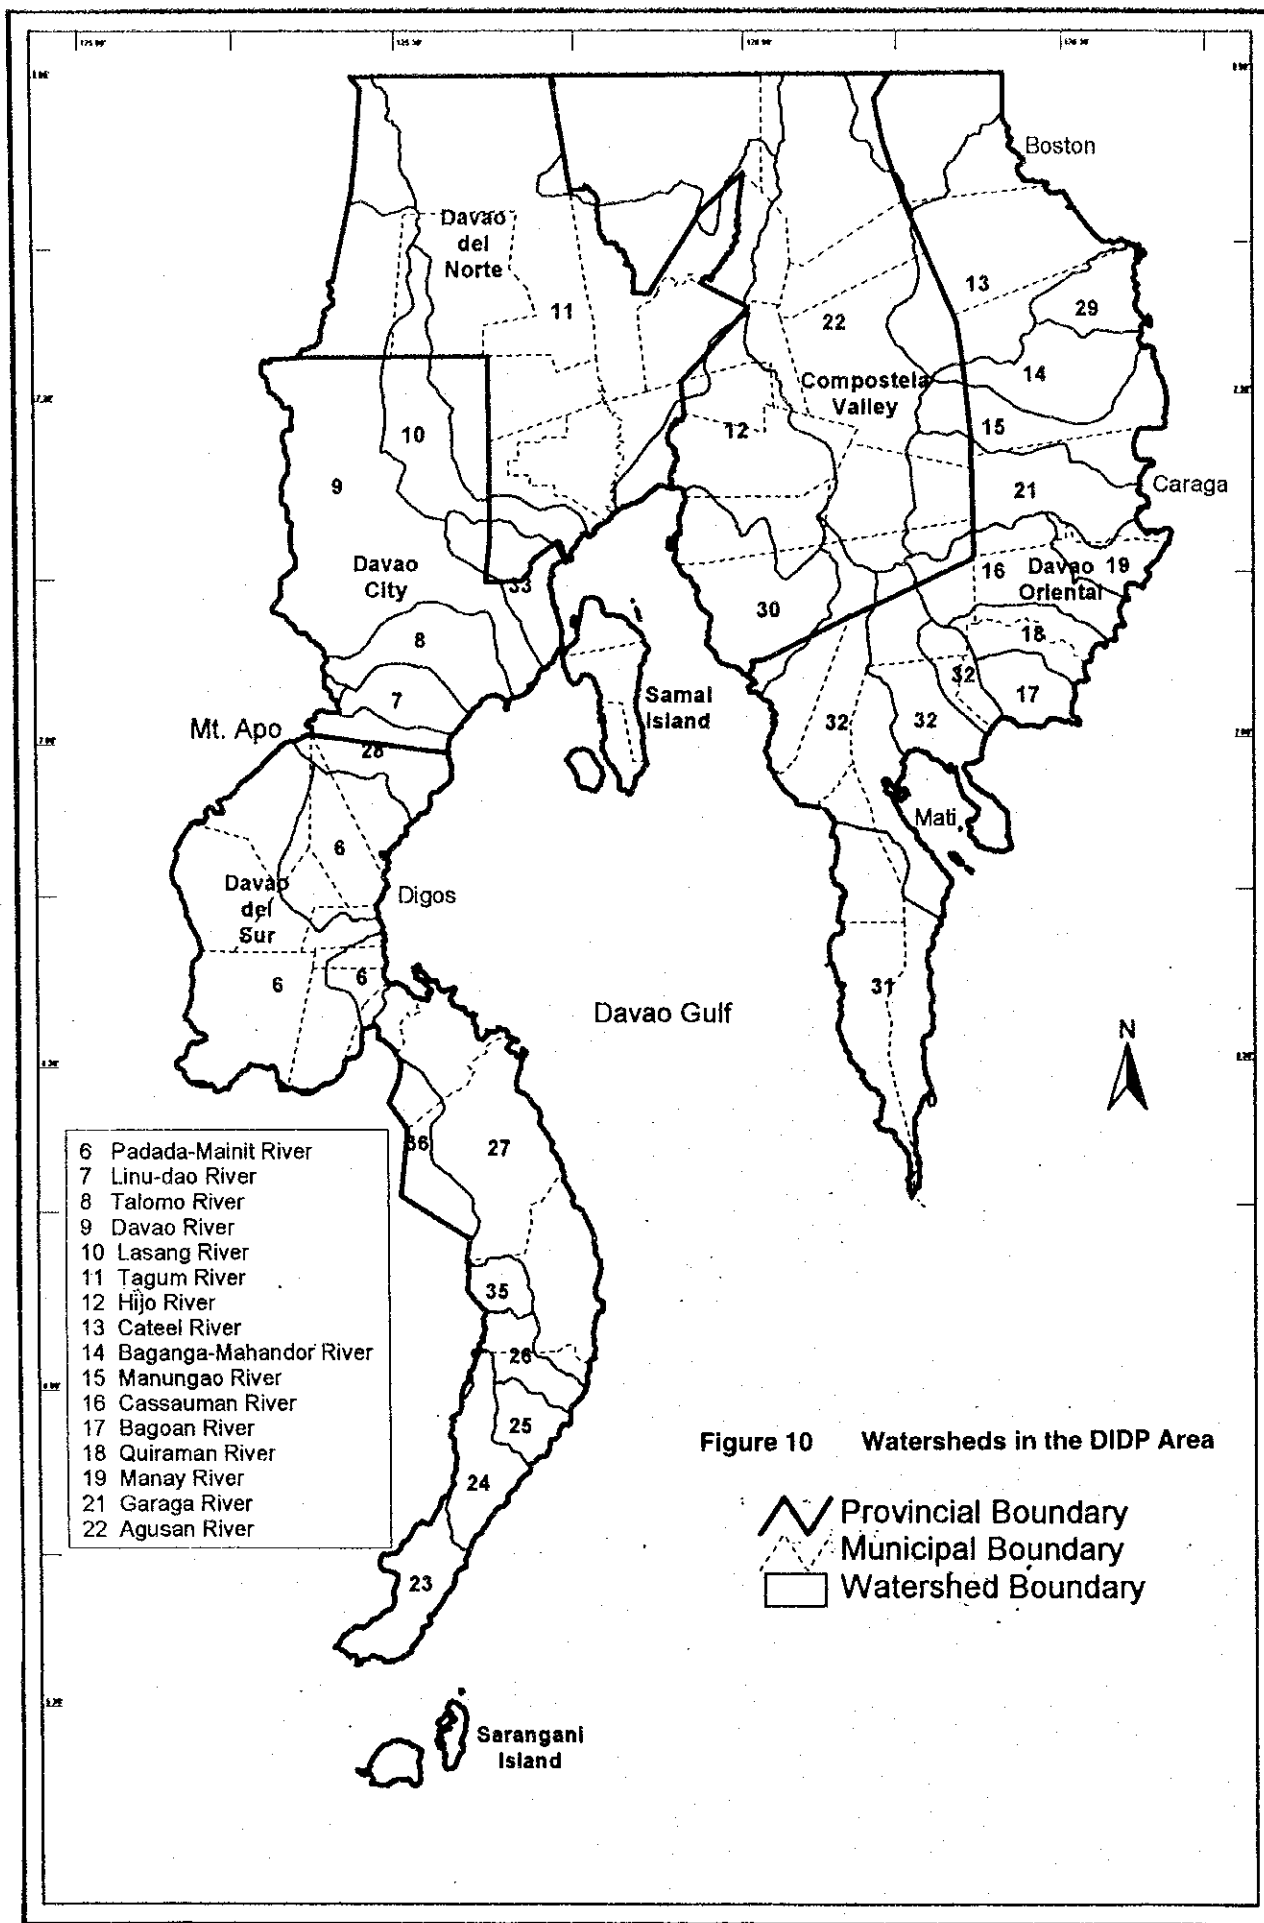 Boston
Davao
del
Norte
13
29
11
22
14
Compostela
Valley
10
12
15
9
21
Caraga
Davao
City
16
Davao
Oriental
19
33
30
8
18
32
7
Samal
Island
17
Mt. Apo
32
32
28
Mati
6
Davao
del
Sur
Digos
6
6
31
Davao Gulf
N
36
27
6 Padada-Mainit River
7 Linu-dao River
8 Talomo River
9 Davao River
10 Lasang River
11 Tagum River
12 Hijo River
13 Cateel River
14 Baganga-Mahandor River
15 Manungao River
16 Cassauman River
17 Bagoan River
18 Quiraman River
19 Manay River
21 Garaga River
22 Agusan River
35
26
25
24
23
Figure 10 Watersheds in the DIDP Area
Provincial Boundary
Municipal Boundary
Watershed Boundary
Sarangani
Island